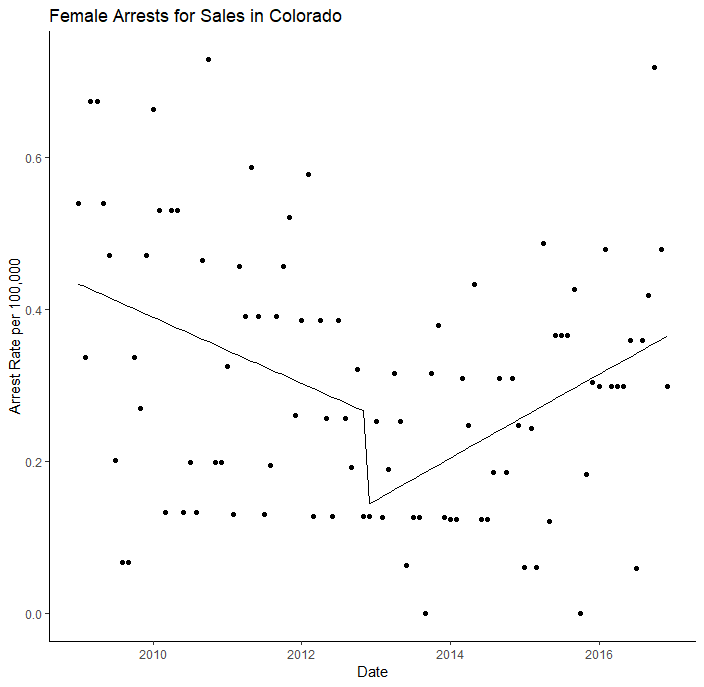 Female Arrests for Sales in Colorado
Arrest Rate per 100,000
0.6
0.4
0.2
0.0
2010 2012 2014 2016
Date